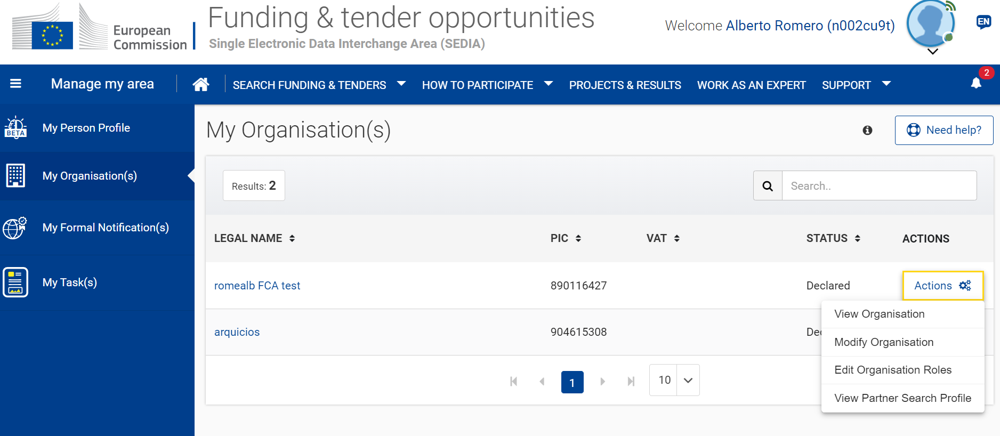 European
Commission
Funding & tender opportunities
Single Electronic Data Interchange Area (SEDIA)
Welcome Alberto Romero (n002cu9t)
EN
Manage my area
SEARCH FUNDING & TENDERS
HOW TO PARTICIPATE
PROJECTS & RESULTS
WORK AS AN EXPERT
SUPPORT
2
BETA
My Person Profile
My Organisation(s)
My Formal Notification(s)
My Task(s)
My Organisation(s)
Need help?
Results: 2
Search..
LEGAL NAME
PIC
VAT
STATUS
ACTIONS
romealb FCA test
890116427
Declared
Actions
arquicios
904615308
View Organisation
Modify Organisation
Edit Organisation Roles
View Partner Search Profile
1
10